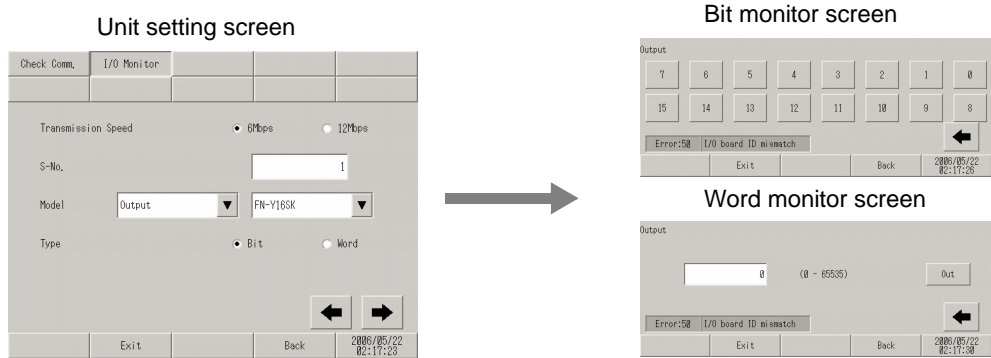 Unit setting screen
Check Comm. I/O Monitor
Transmission Speed 6Mbps 12Mbps
S-No. 1
Model Output ▼ FN-Y16SK ▼
Type Bit Word
Exit Back 2006/05/22
02:17:23
Bit monitor screen
Output
7 6 5 4 3 2 1 0
15 14 13 12 11 10 9 8
Error:50 I/O board ID mismatch
Exit Back 2006/05/22
02:17:26
Word monitor screen
Output
0 (0 - 65535) Out
Error:50 I/O board ID mismatch
Exit Back 2006/05/22
02:17:30